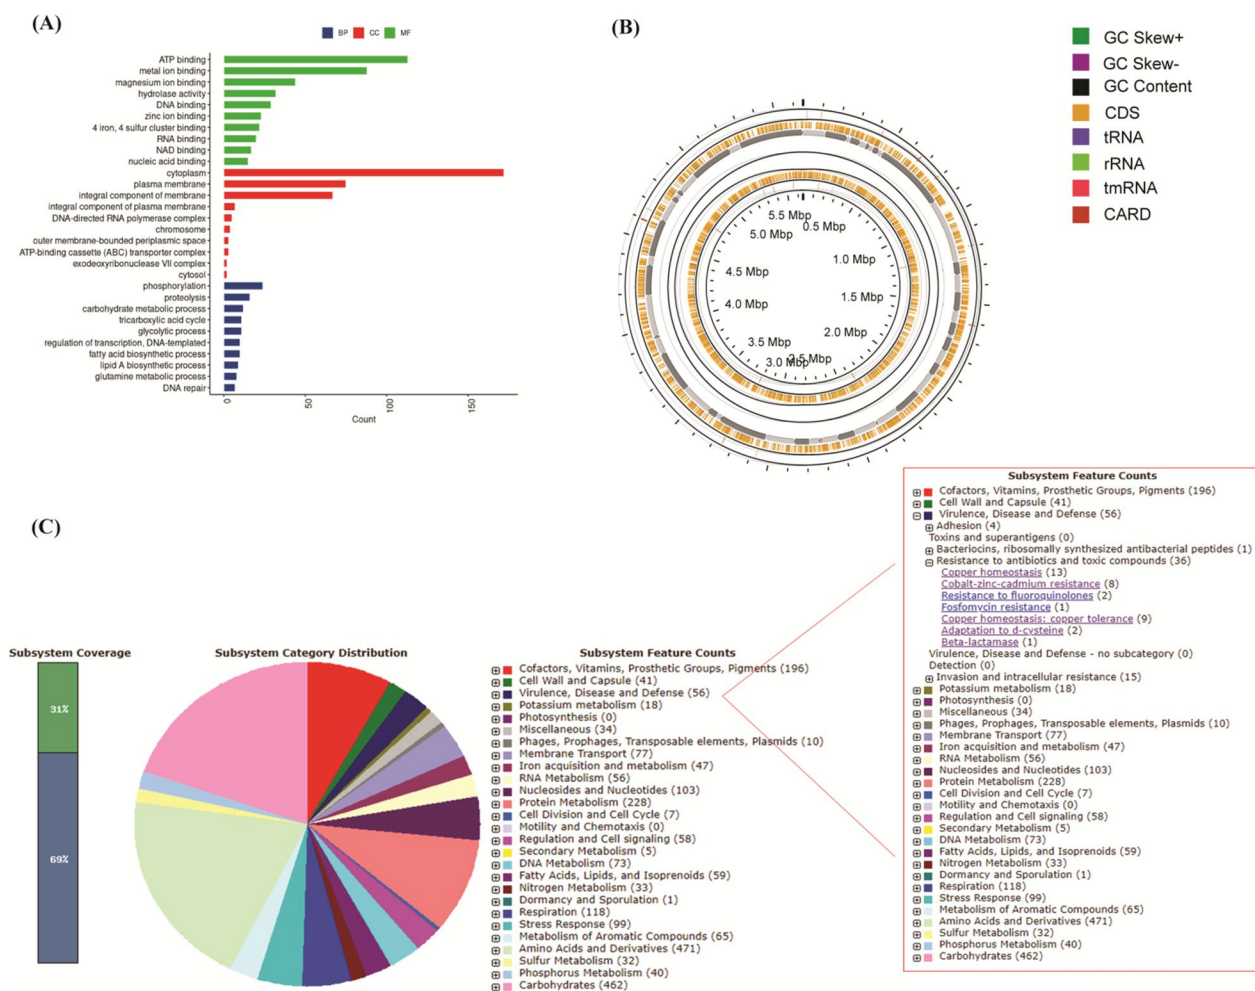 (A)
BP CC MF
ATP binding
metal ion binding
magnesium ion binding
hydrolase activity
DNA binding
zinc ion binding
4 iron, 4 sulfur cluster binding
RNA binding
NAD binding
nucleic acid binding
cytoplasm
plasma membrane
integral component of membrane
integral component of plasma membrane
DNA-directed RNA polymerase complex
chromosome
outer membrane-bounded periplasmic space
ATP-binding cassette (ABC) transporter complex
exodeoxyribonuclease VII complex
cytosol
phosphorylation
proteolysis
carbohydrate metabolic process
tricarboxylic acid cycle
glycolytic process
regulation of transcription, DNA-templated
fatty acid biosynthetic process
lipid A biosynthetic process
glutamine metabolic process
DNA repair
0 50 100 150
Count
(B)
5.5 Mbp
0.5 Mbp
5.0 Mbp
1.0 Mbp
4.5 Mbp
1.5 Mbp
4.0 Mbp
2.0 Mbp
3.5 Mbp
2.5 Mbp
3.0 Mbp
GC Skew+
GC Skew-
GC Content
CDS
tRNA
rRNA
tmRNA
CARD
(C)
Subsystem Coverage
31%
69%
Subsystem Category Distribution
Subsystem Feature Counts
Cofactors, Vitamins, Prosthetic Groups, Pigments (196)
Cell Wall and Capsule (41)
Virulence, Disease and Defense (56)
Potassium metabolism (18)
Photosynthesis (0)
Miscellaneous (34)
Phages, Prophages, Transposable elements, Plasmids (10)
Membrane Transport (77)
Iron acquisition and metabolism (47)
RNA Metabolism (56)
Nucleosides and Nucleotides (103)
Protein Metabolism (228)
Cell Division and Cell Cycle (7)
Motility and Chemotaxis (0)
Regulation and Cell signaling (58)
Secondary Metabolism (5)
DNA Metabolism (73)
Fatty Acids, Lipids, and Isoprenoids (59)
Nitrogen Metabolism (33)
Dormancy and Sporulation (1)
Respiration (118)
Stress Response (99)
Metabolism of Aromatic Compounds (65)
Amino Acids and Derivatives (471)
Sulfur Metabolism (32)
Phosphorus Metabolism (40)
Carbohydrates (462)
Subsystem Feature Counts
Cofactors, Vitamins, Prosthetic Groups, Pigments (196)
Cell Wall and Capsule (41)
Virulence, Disease and Defense (56)
Adhesion (4)
Toxins and superantigens (0)
Bacteriocins, ribosomally synthesized antibacterial peptides (1)
Resistance to antibiotics and toxic compounds (36)
Copper homeostasis (13)
Cobalt-zinc-cadmium resistance (8)
Resistance to fluoroquinolones (2)
Fosfomycin resistance (1)
Copper homeostasis: copper tolerance (9)
Adaptation to d-cysteine (2)
Beta-lactamase (1)
Virulence, Disease and Defense - no subcategory (0)
Detection (0)
Invasion and intracellular resistance (15)
Potassium metabolism (18)
Photosynthesis (0)
Miscellaneous (34)
Phages, Prophages, Transposable elements, Plasmids (10)
Membrane Transport (77)
Iron acquisition and metabolism (47)
RNA Metabolism (56)
Nucleosides and Nucleotides (103)
Protein Metabolism (228)
Cell Division and Cell Cycle (7)
Motility and Chemotaxis (0)
Regulation and Cell signaling (58)
Secondary Metabolism (5)
DNA Metabolism (73)
Fatty Acids, Lipids, and Isoprenoids (59)
Nitrogen Metabolism (33)
Dormancy and Sporulation (1)
Respiration (118)
Stress Response (99)
Metabolism of Aromatic Compounds (65)
Amino Acids and Derivatives (471)
Sulfur Metabolism (32)
Phosphorus Metabolism (40)
Carbohydrates (462)